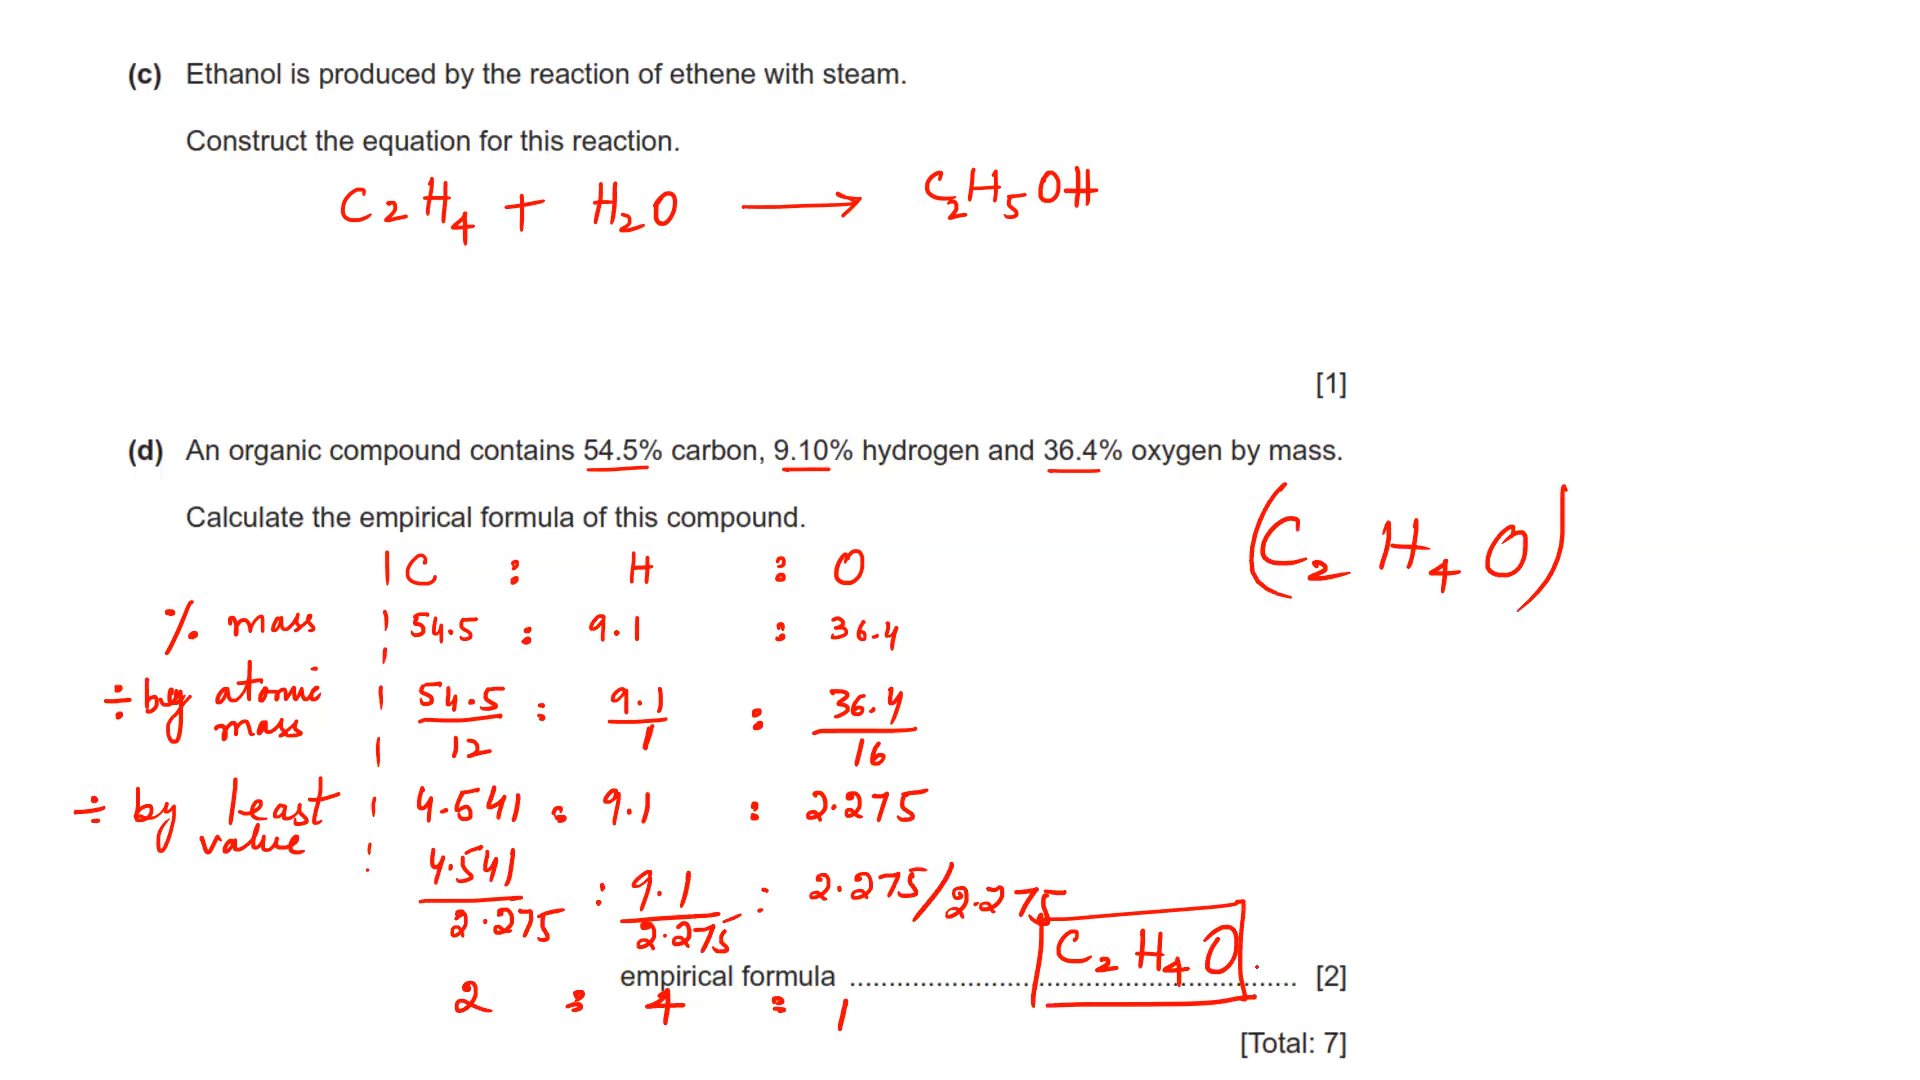 (c) Ethanol is produced by the reaction of ethene with steam.
Construct the equation for this reaction.
C2H4 + H2O ⟶ C2H5OH
[1]
(d) An organic compound contains 54.5% carbon, 9.10% hydrogen and 36.4% oxygen by mass.
Calculate the empirical formula of this compound.
(C2H4O)
C : H : O
% mass 54.5 : 9.1 : 36.4
÷ by atomic mass 54.5/12 : 9.1/1 : 36.4/16
÷ by least value 4.541 : 9.1 : 2.275
4.541/2.275 : 9.1/2.275 : 2.275/2.275
empirical formula ........ C2H4O ........ [2]
2 : 4 : 1
[Total: 7]